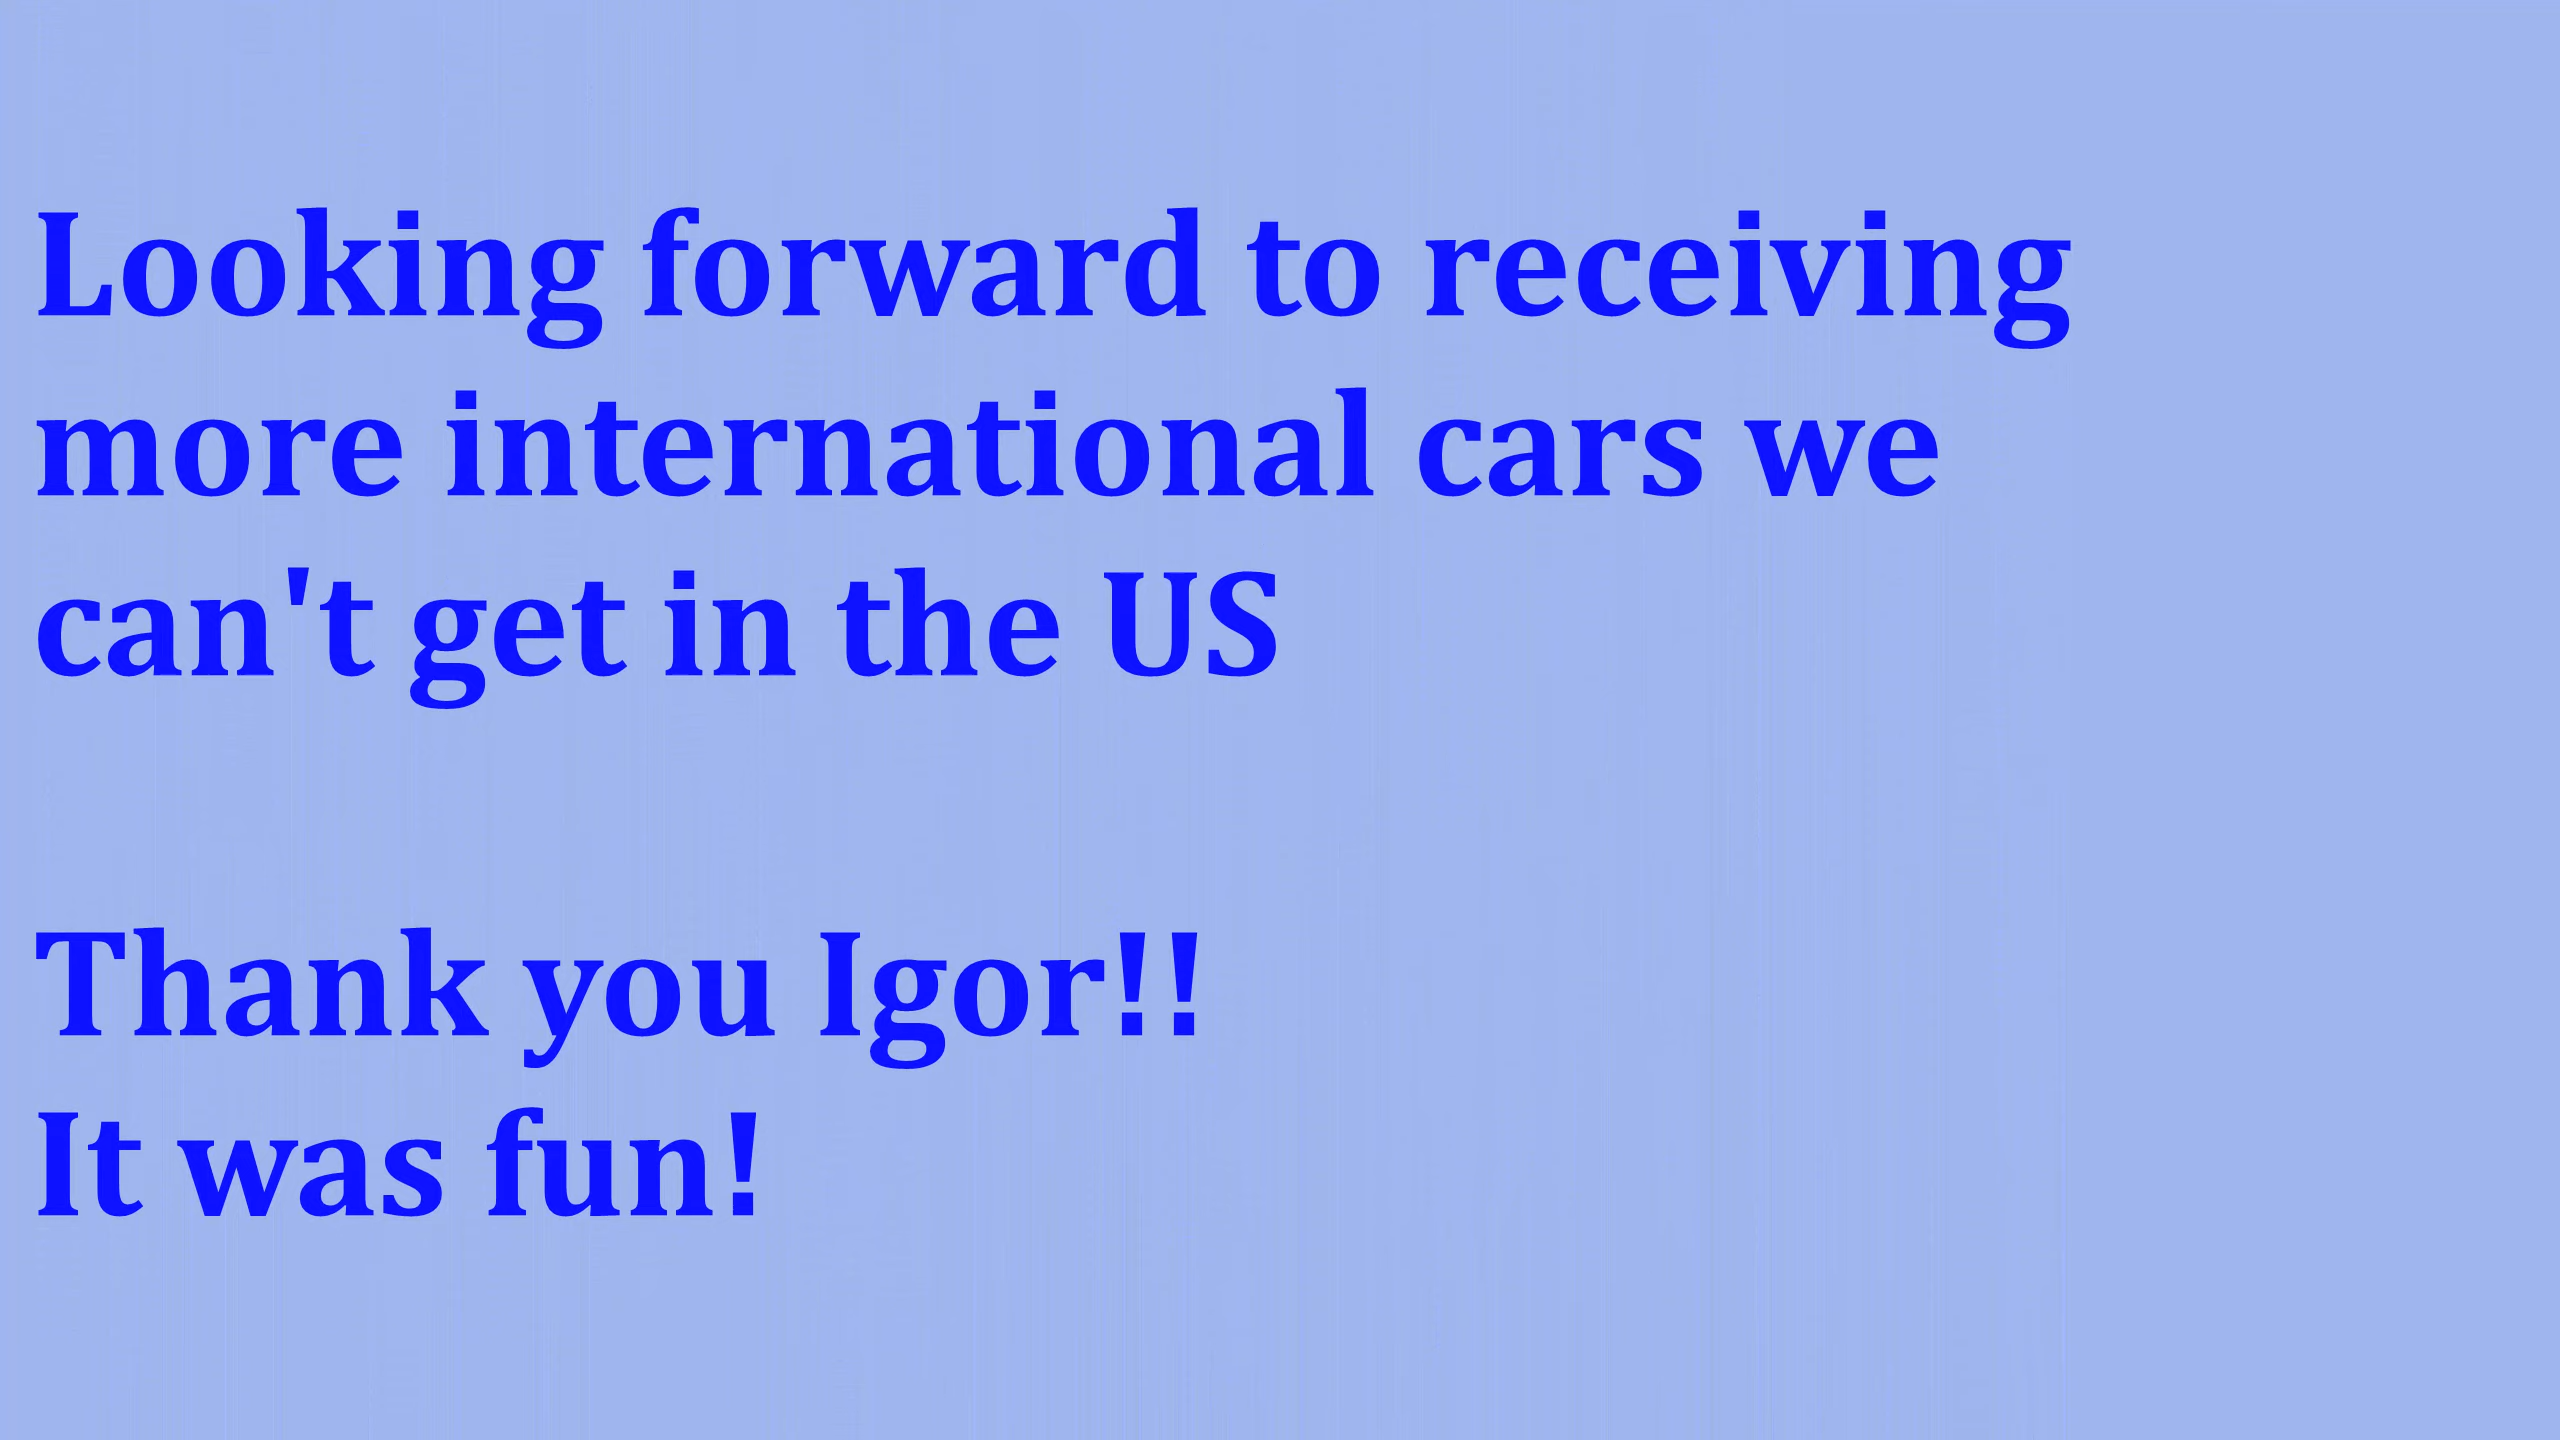 Looking forward to receiving
more international cars we
can't get in the US
Thank you Igor!!
It was fun!